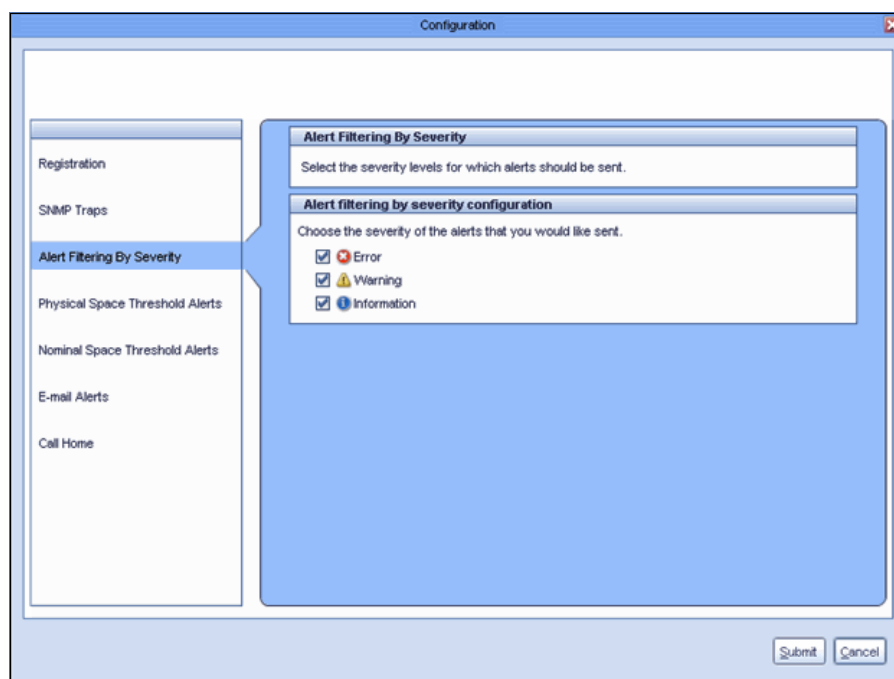 Configuration
Registration
SNMP Traps
Alert Filtering By Severity
Physical Space Threshold Alerts
Nominal Space Threshold Alerts
E-mail Alerts
Call Home
Alert Filtering By Severity
Select the severity levels for which alerts should be sent.
Alert filtering by severity configuration
Choose the severity of the alerts that you would like sent.
Error
Warning
Information
Submit
Cancel